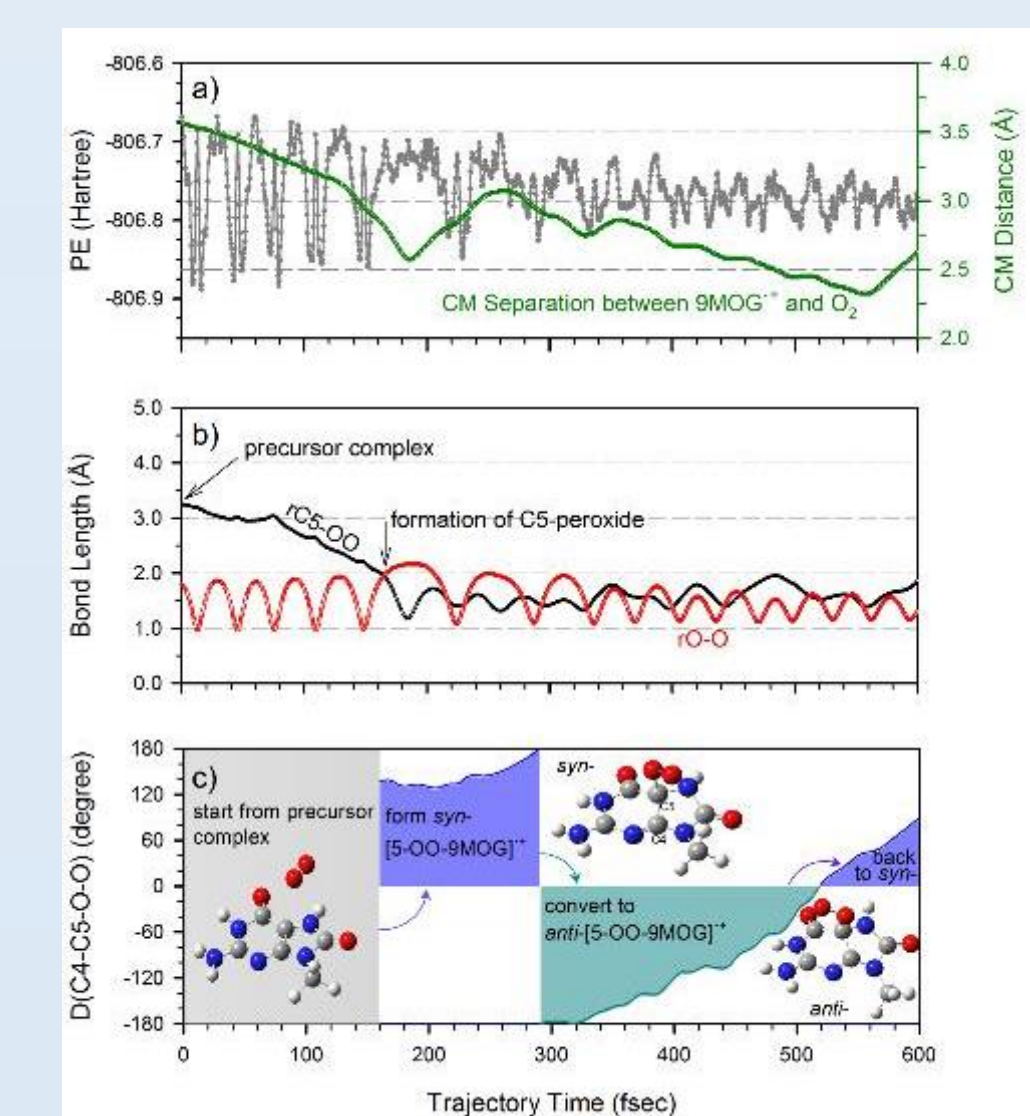 a)
PE (Hartree)
-806.6
-806.7
-806.8
-806.9
4.0
3.5
3.0
2.5
2.0
CM Distance (Å)
CM Separation between 9MOG·+ and O2
b)
Bond Length (Å)
5.0
4.0
3.0
2.0
1.0
0.0
precursor complex
rC5-OO
formation of C5-peroxide
rO-O
c)
D(C4-C5-O-O) (degree)
180
120
60
0
-60
-120
-180
start from precursor
complex
form syn-
[5-OO-9MOG]·+
syn-
C5
C4
convert to
anti-[5-OO-9MOG]·+
back
to syn-
anti-
0 100 200 300 400 500 600
Trajectory Time (fsec)